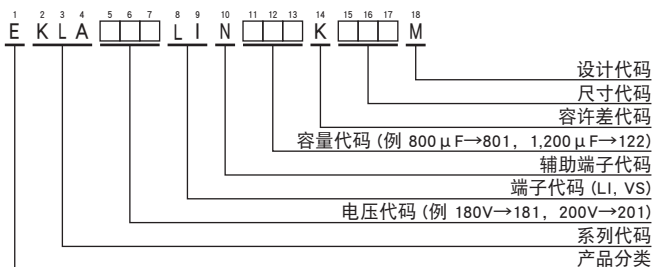 1 2 3 4 5 6 7 8 9 10 11 12 13 14 15 16 17 18
E K L A □□□ L I N □□□ K □□□ M
设计代码
尺寸代码
容许差代码
容量代码 (例 800μF→801, 1,200μF→122)
辅助端子代码
端子代码 (LI, VS)
电压代码 (例 180V→181, 200V→201)
系列代码
产品分类